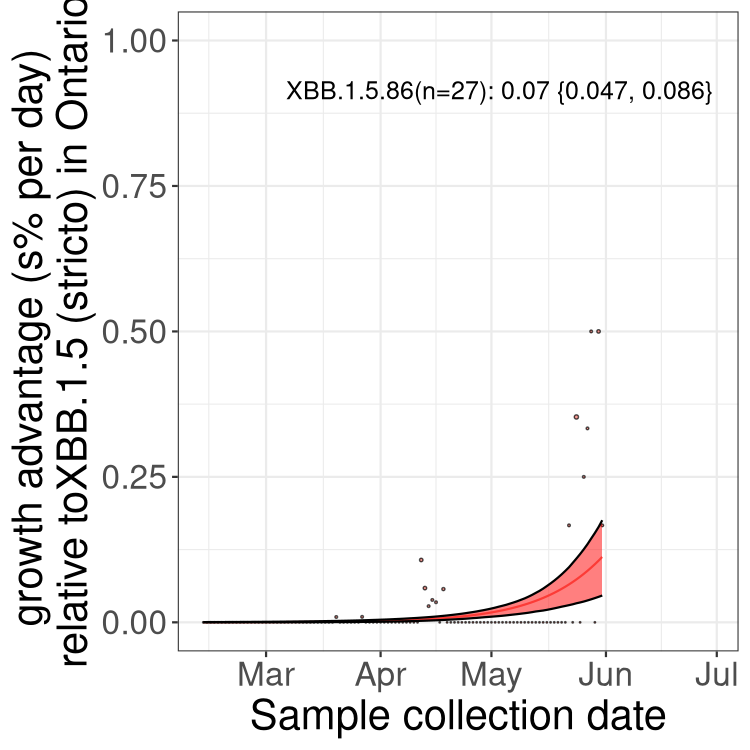 growth advantage (s% per day)
relative toXBB.1.5 (stricto) in Ontario
1.00
0.75
0.50
0.25
0.00
XBB.1.5.86(n=27): 0.07 {0.047, 0.086}
Mar Apr May Jun Jul
Sample collection date